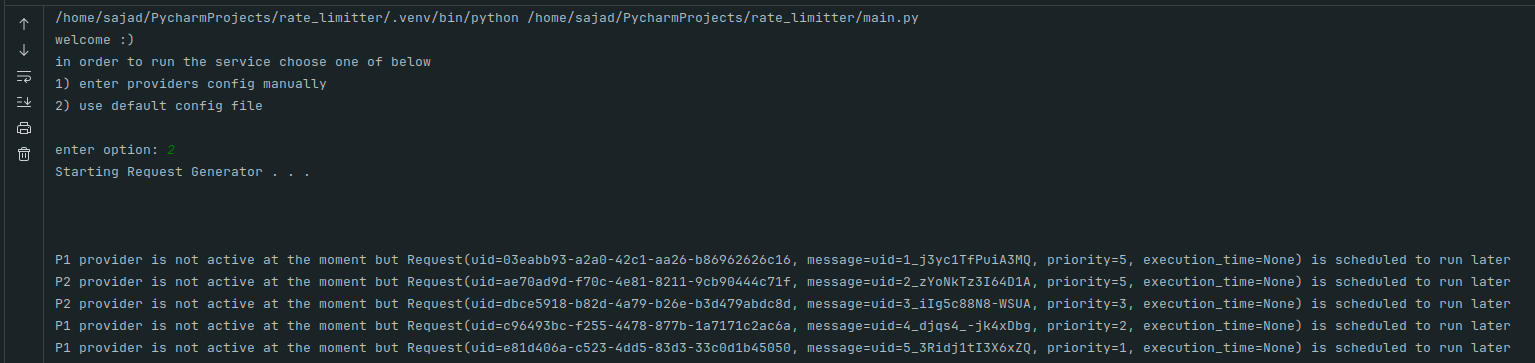 /home/sajad/PycharmProjects/rate_limitter/.venv/bin/python /home/sajad/PycharmProjects/rate_limitter/main.py
welcome :)
in order to run the service choose one of below
1) enter providers config manually
2) use default config file
enter option: 2
Starting Request Generator . . .
P1 provider is not active at the moment but Request(uid=03eabb93-a2a0-42c1-aa26-b86962626c16, message=uid=1_j3yc1TfPuiA3MQ, priority=5, execution_time=None) is scheduled to run later
P2 provider is not active at the moment but Request(uid=ae70ad9d-f70c-4e81-8211-9cb90444c71f, message=uid=2_zYoNkTz3I64D1A, priority=5, execution_time=None) is scheduled to run later
P2 provider is not active at the moment but Request(uid=dbce5918-b82d-4a79-b26e-b3d479abdc8d, message=uid=3_iIg5c88N8-WSUA, priority=3, execution_time=None) is scheduled to run later
P1 provider is not active at the moment but Request(uid=c96493bc-f255-4478-877b-1a7171c2ac6a, message=uid=4_djqs4_-jk4xDbg, priority=2, execution_time=None) is scheduled to run later
P1 provider is not active at the moment but Request(uid=e81d406a-c523-4dd5-83d3-33c0d1b45050, message=uid=5_3Ridj1tI3X6xZQ, priority=1, execution_time=None) is scheduled to run later